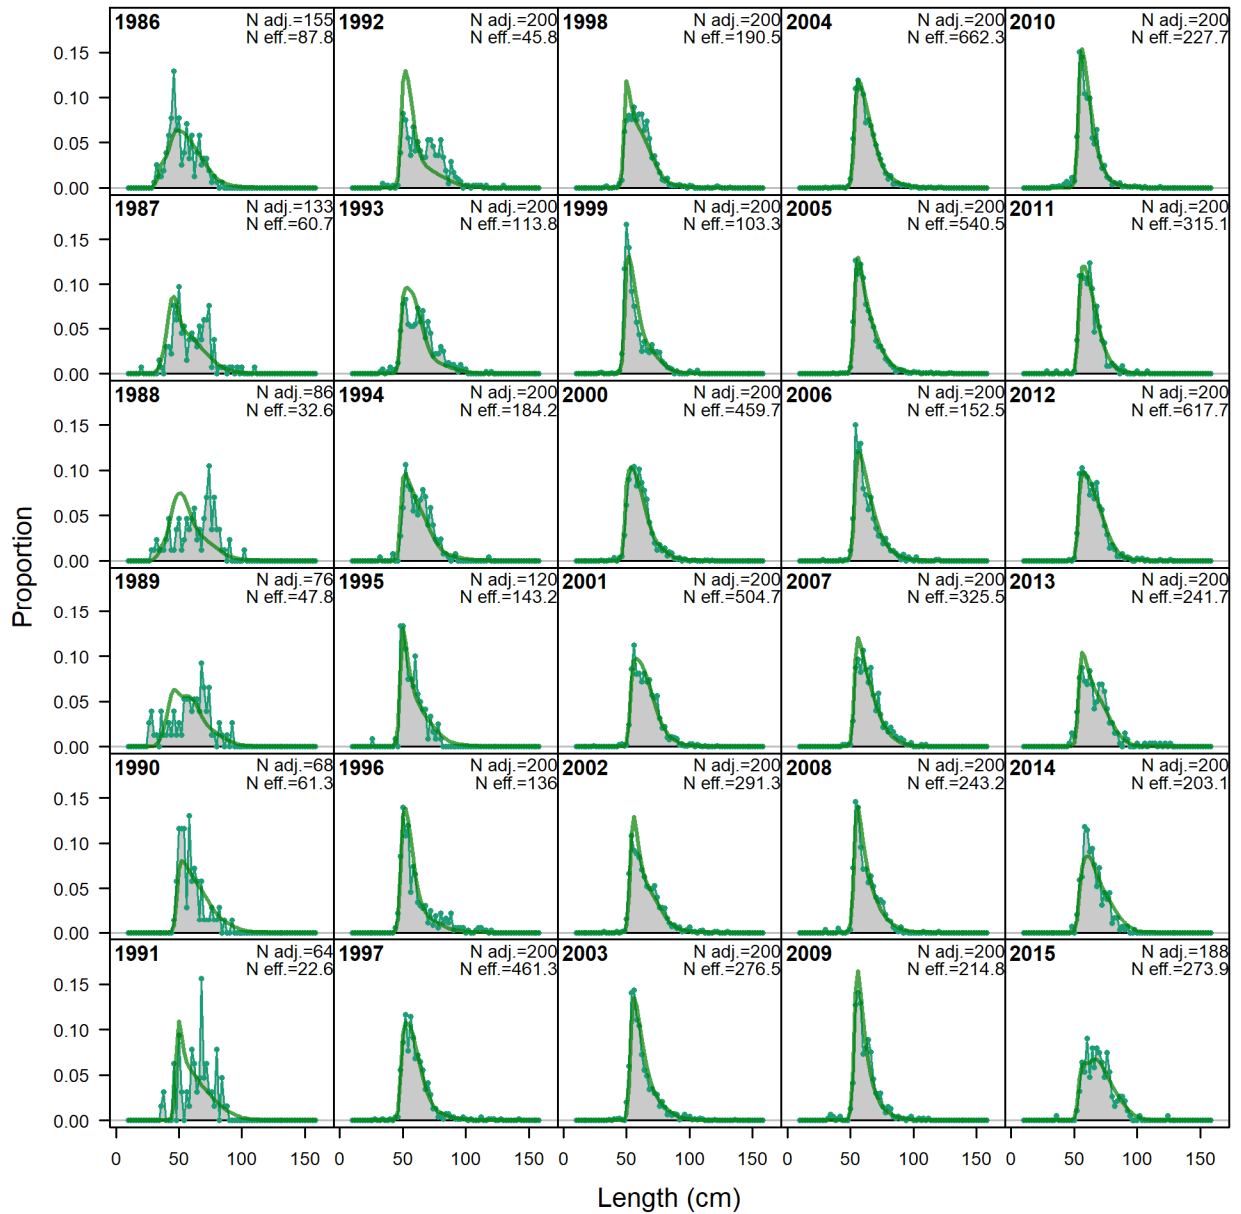 1986 N adj.=155
N eff.=87.8
1992 N adj.=200
N eff.=45.8
1998 N adj.=200
N eff.=190.5
2004 N adj.=200
N eff.=662.3
2010 N adj.=200
N eff.=227.7
0.15
0.10
0.05
0.00
1987 N adj.=133
N eff.=60.7
1993 N adj.=200
N eff.=113.8
1999 N adj.=200
N eff.=103.3
2005 N adj.=200
N eff.=540.5
2011 N adj.=200
N eff.=315.1
0.15
0.10
0.05
0.00
1988 N adj.=86
N eff.=32.6
1994 N adj.=200
N eff.=184.2
2000 N adj.=200
N eff.=459.7
2006 N adj.=200
N eff.=152.5
2012 N adj.=200
N eff.=617.7
0.15
0.10
0.05
0.00
Proportion
1989 N adj.=76
N eff.=47.8
1995 N adj.=120
N eff.=143.2
2001 N adj.=200
N eff.=504.7
2007 N adj.=200
N eff.=325.5
2013 N adj.=200
N eff.=241.7
0.15
0.10
0.05
0.00
1990 N adj.=68
N eff.=61.3
1996 N adj.=200
N eff.=136
2002 N adj.=200
N eff.=291.3
2008 N adj.=200
N eff.=243.2
2014 N adj.=200
N eff.=203.1
0.15
0.10
0.05
0.00
1991 N adj.=64
N eff.=22.6
1997 N adj.=200
N eff.=461.3
2003 N adj.=200
N eff.=276.5
2009 N adj.=200
N eff.=214.8
2015 N adj.=188
N eff.=273.9
0.15
0.10
0.05
0.00
0 50 100 0 50 100 150 0 50 100 150 0 50 100 150 0 50 100 150
Length (cm)